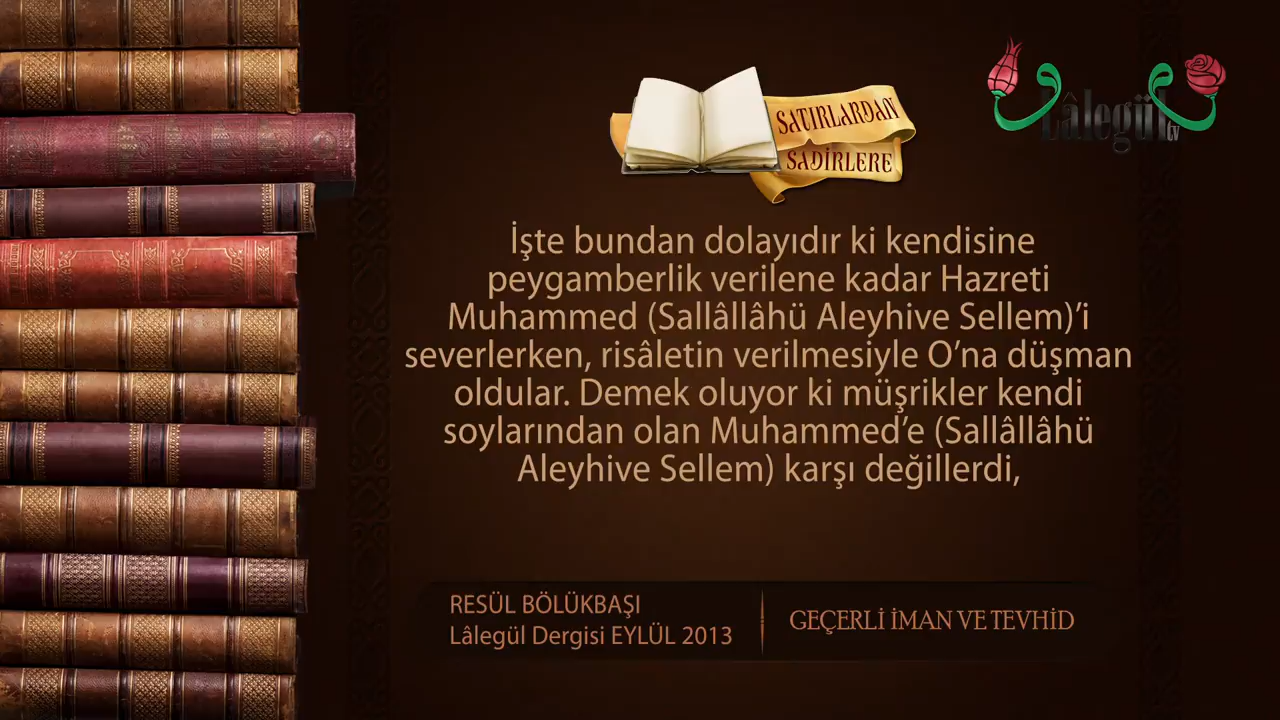 SATIRLARDAN
SADIRLERE
Lâlegül tv
İşte bundan dolayıdır ki kendisine
peygamberlik verilene kadar Hazreti
Muhammed (Sallâllâhü Aleyhive Sellem)’i
severlerken, risâletin verilmesiyle O’na düşman
oldular. Demek oluyor ki müşrikler kendi
soylarından olan Muhammed’e (Sallâllâhü
Aleyhive Sellem) karşı değillerdi,
RESÜL BÖLÜKBAŞI
Lâlegül Dergisi EYLÜL 2013
GEÇERLİ İMAN VE TEVHİD